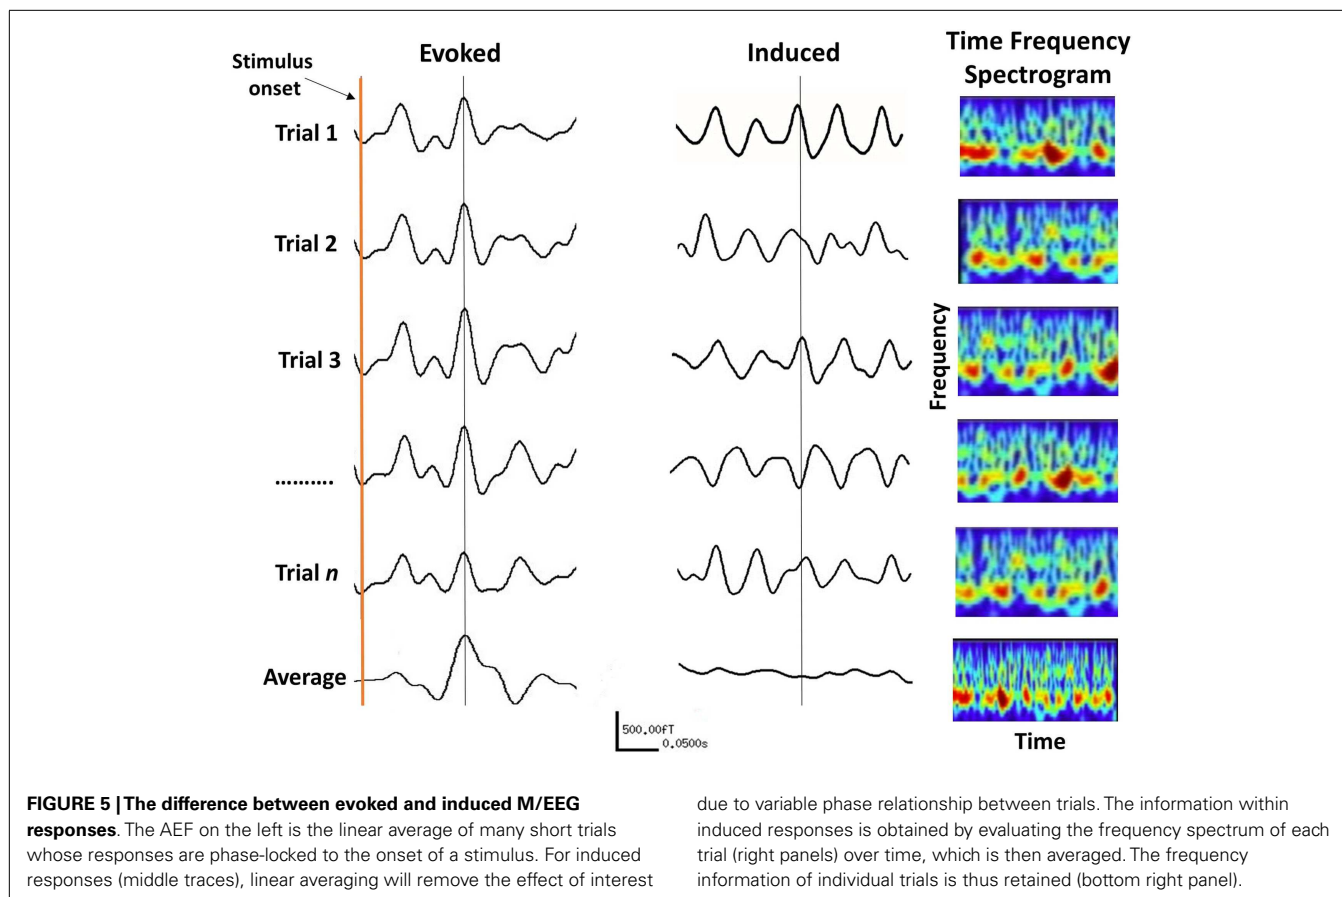 Stimulus
onset
Evoked
Induced
Time Frequency
Spectrogram
Trial 1
Trial 2
Trial 3
..........
Trial n
Average
Frequency
Time
500.00fT
0.0500s
FIGURE 5 | The difference between evoked and induced M/EEG
responses. The AEF on the left is the linear average of many short trials
whose responses are phase-locked to the onset of a stimulus. For induced
responses (middle traces), linear averaging will remove the effect of interest
due to variable phase relationship between trials. The information within
induced responses is obtained by evaluating the frequency spectrum of each
trial (right panels) over time, which is then averaged. The frequency
information of individual trials is thus retained (bottom right panel).